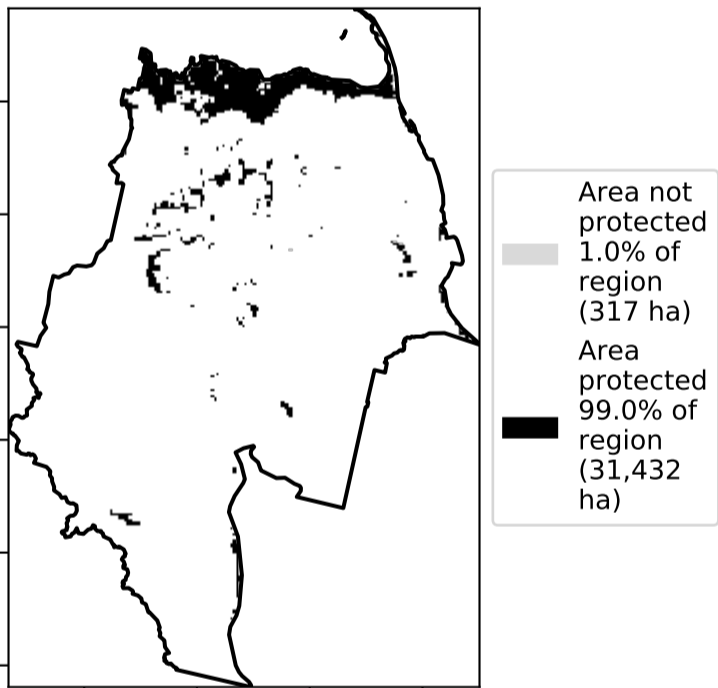 Area not
protected
1.0% of
region
(317 ha)
Area
protected
99.0% of
region
(31,432
ha)